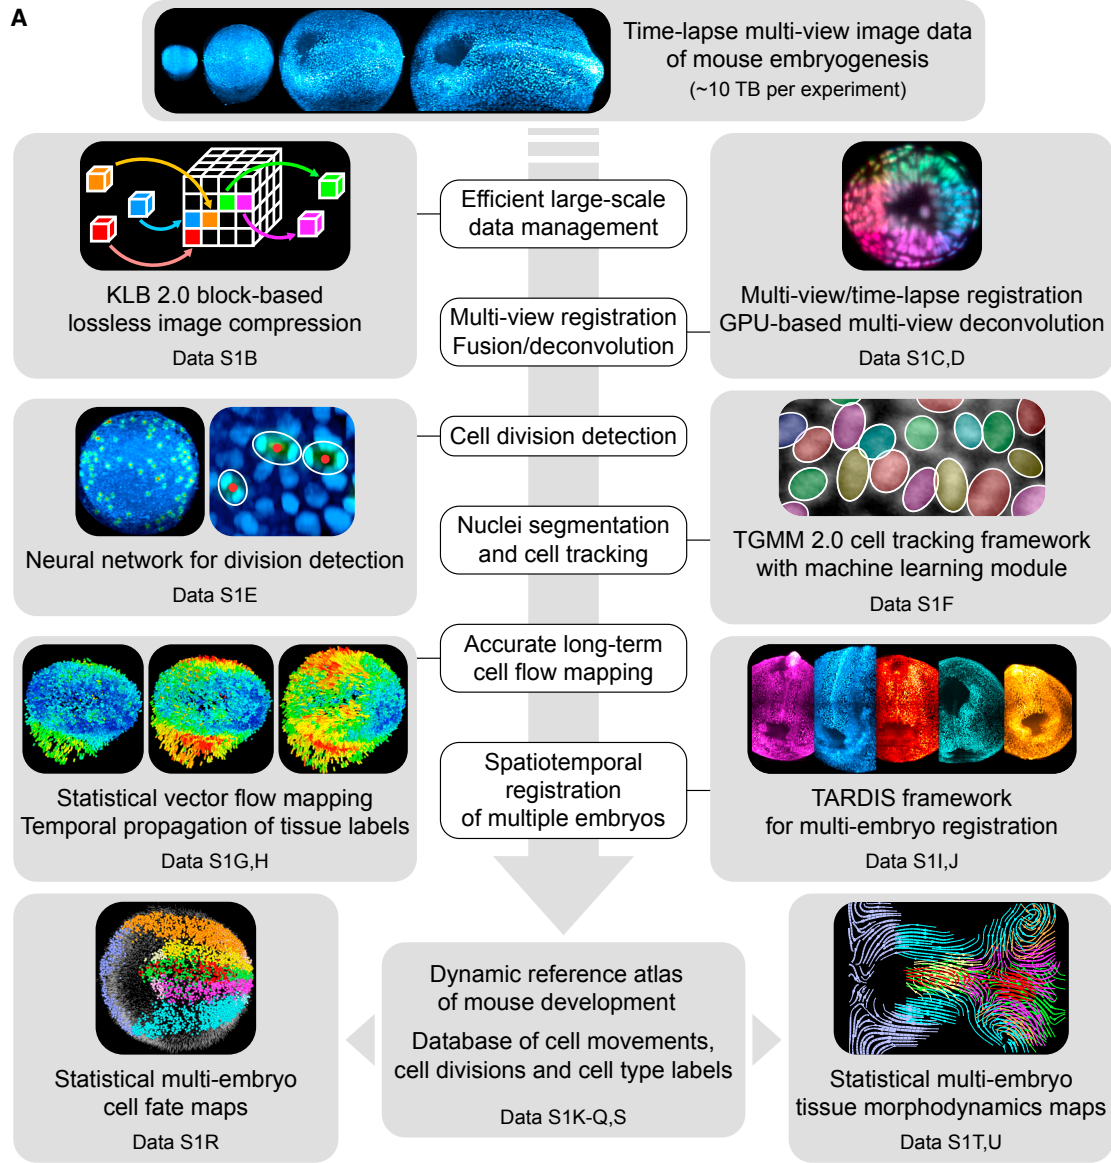 A
Time-lapse multi-view image data
of mouse embryogenesis
(~10 TB per experiment)
Efficient large-scale
data management
KLB 2.0 block-based
lossless image compression
Data S1B
Multi-view registration
Fusion/deconvolution
Multi-view/time-lapse registration
GPU-based multi-view deconvolution
Data S1C,D
Cell division detection
Neural network for division detection
Data S1E
Nuclei segmentation
and cell tracking
TGMM 2.0 cell tracking framework
with machine learning module
Data S1F
Accurate long-term
cell flow mapping
Statistical vector flow mapping
Temporal propagation of tissue labels
Data S1G,H
Spatiotemporal
registration
of multiple embryos
TARDIS framework
for multi-embryo registration
Data S1I,J
Statistical multi-embryo
cell fate maps
Data S1R
Dynamic reference atlas
of mouse development
Database of cell movements,
cell divisions and cell type labels
Data S1K-Q,S
Statistical multi-embryo
tissue morphodynamics maps
Data S1T,U